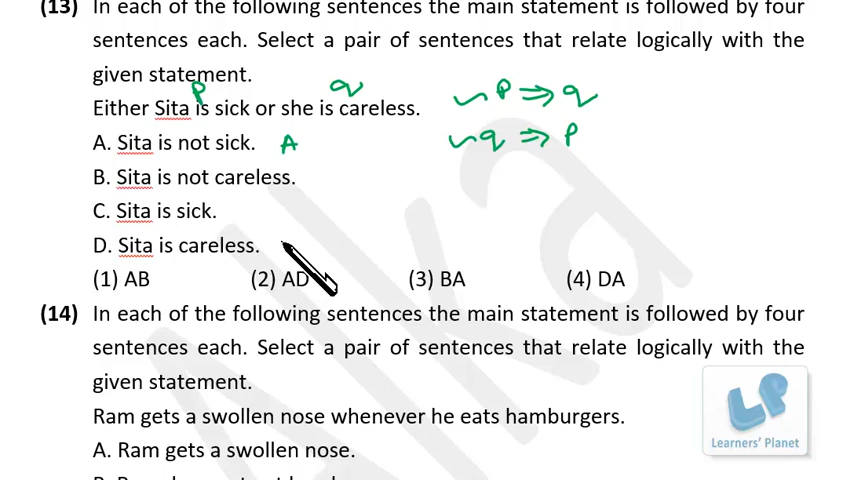 (13) In each of the following sentences the main statement is followed by four
sentences each. Select a pair of sentences that relate logically with the
given statement.
p q
Either Sita is sick or she is careless. ~p ⇒ q
A. Sita is not sick. A ~q ⇒ p
B. Sita is not careless.
C. Sita is sick.
D. Sita is careless.
(1) AB (2) AD (3) BA (4) DA
(14) In each of the following sentences the main statement is followed by four
sentences each. Select a pair of sentences that relate logically with the
given statement.
Ram gets a swollen nose whenever he eats hamburgers.
A. Ram gets a swollen nose.
LP
Learners' Planet
Alka